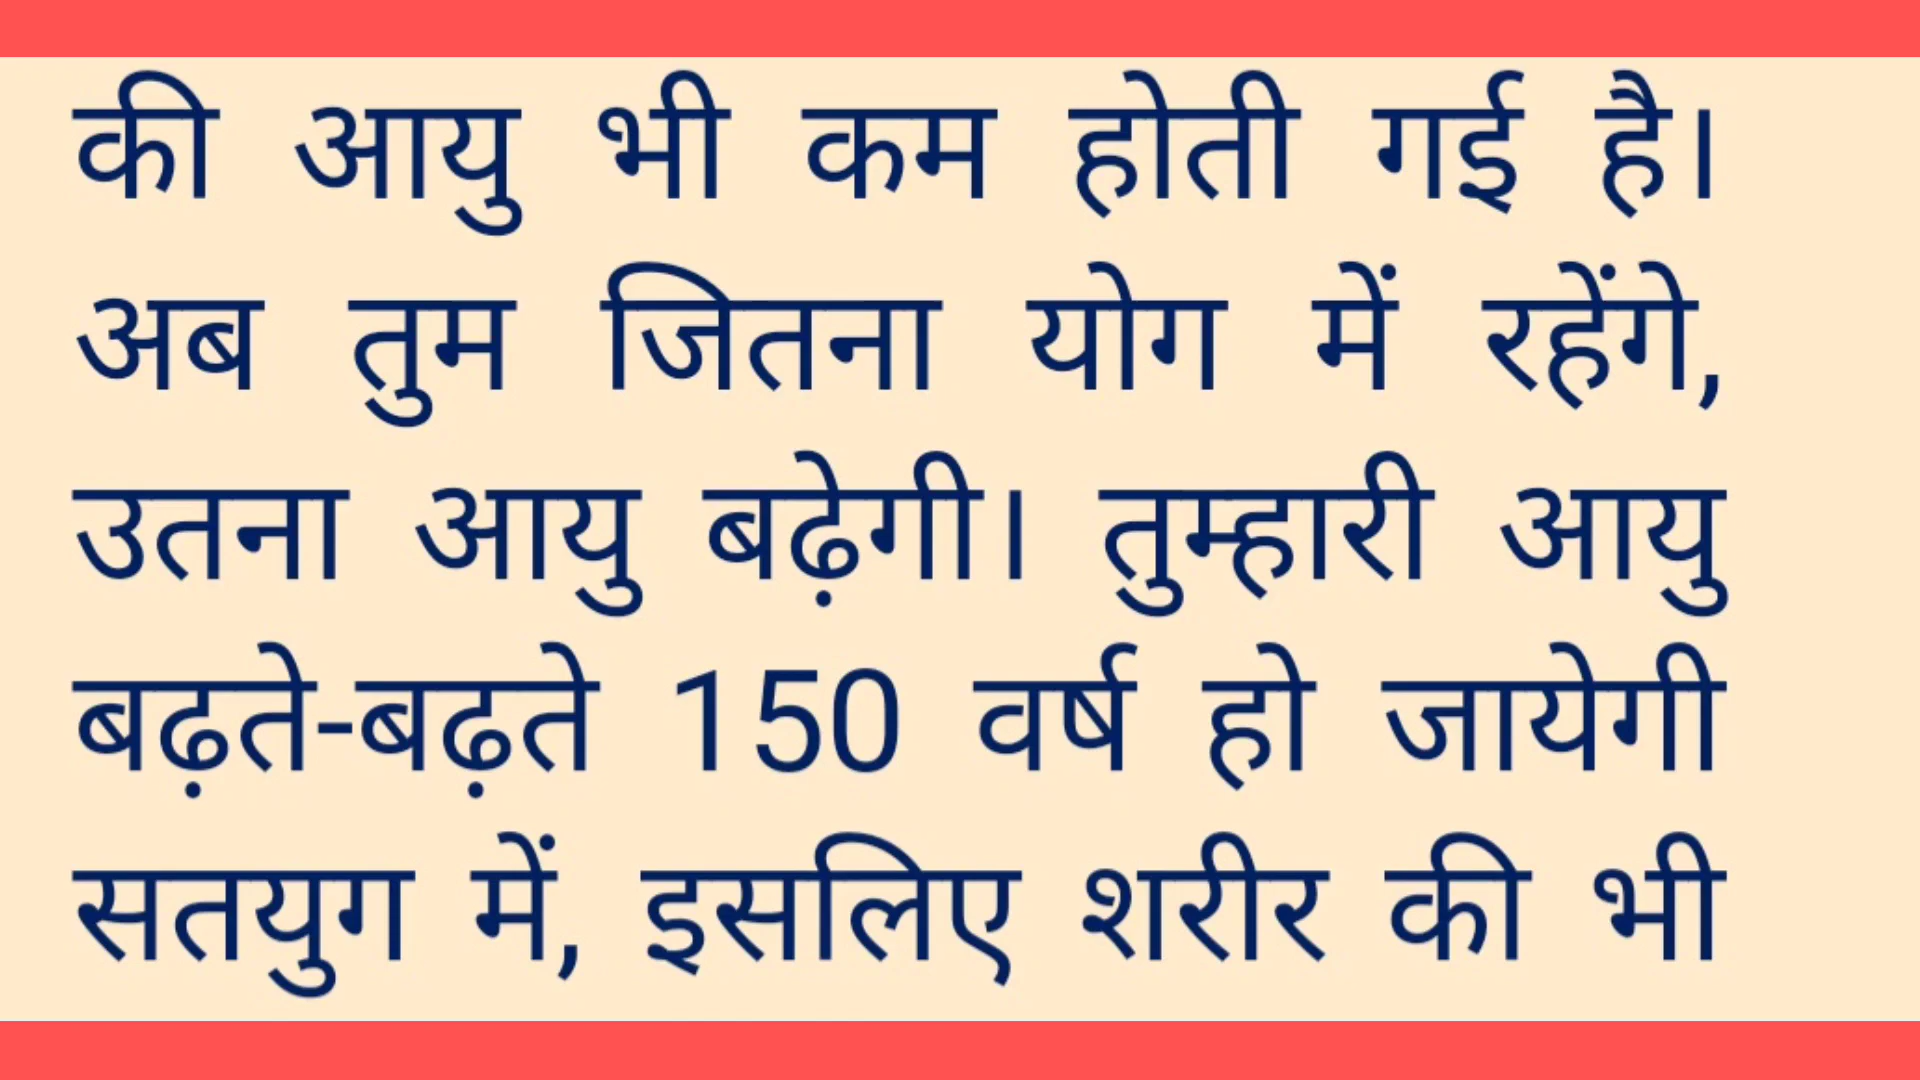 की आयु भी कम होती गई है।
अब तुम जितना योग में रहेंगे,
उतना आयु बढ़ेगी। तुम्हारी आयु
बढ़ते-बढ़ते 150 वर्ष हो जायेगी
सतयुग में, इसलिए शरीर की भी